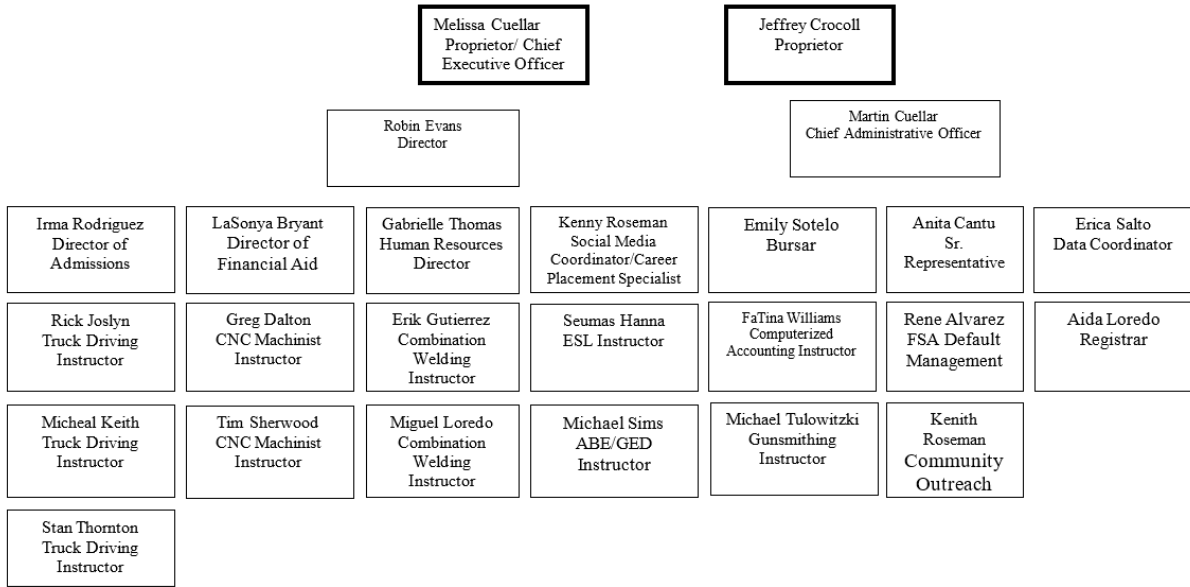 Melissa Cuellar
Proprietor/ Chief
Executive Officer
Jeffrey Crocoll
Proprietor
Robin Evans
Director
Martin Cuellar
Chief Administrative Officer
Irma Rodriguez
Director of
Admissions
LaSonya Bryant
Director of
Financial Aid
Gabrielle Thomas
Human Resources
Director
Kenny Roseman
Social Media
Coordinator/Career
Placement Specialist
Emily Sotelo
Bursar
Anita Cantu
Sr.
Representative
Erica Salto
Data Coordinator
Rick Joslyn
Truck Driving
Instructor
Greg Dalton
CNC Machinist
Instructor
Erik Gutierrez
Combination
Welding
Instructor
Seumas Hanna
ESL Instructor
FaTina Williams
Computerized
Accounting Instructor
Rene Alvarez
FSA Default
Management
Aida Loredo
Registrar
Micheal Keith
Truck Driving
Instructor
Tim Sherwood
CNC Machinist
Instructor
Miguel Loredo
Combination
Welding
Instructor
Michael Sims
ABE/GED
Instructor
Michael Tulowitzki
Gunsmithing
Instructor
Kenith
Roseman
Community
Outreach
Stan Thornton
Truck Driving
Instructor